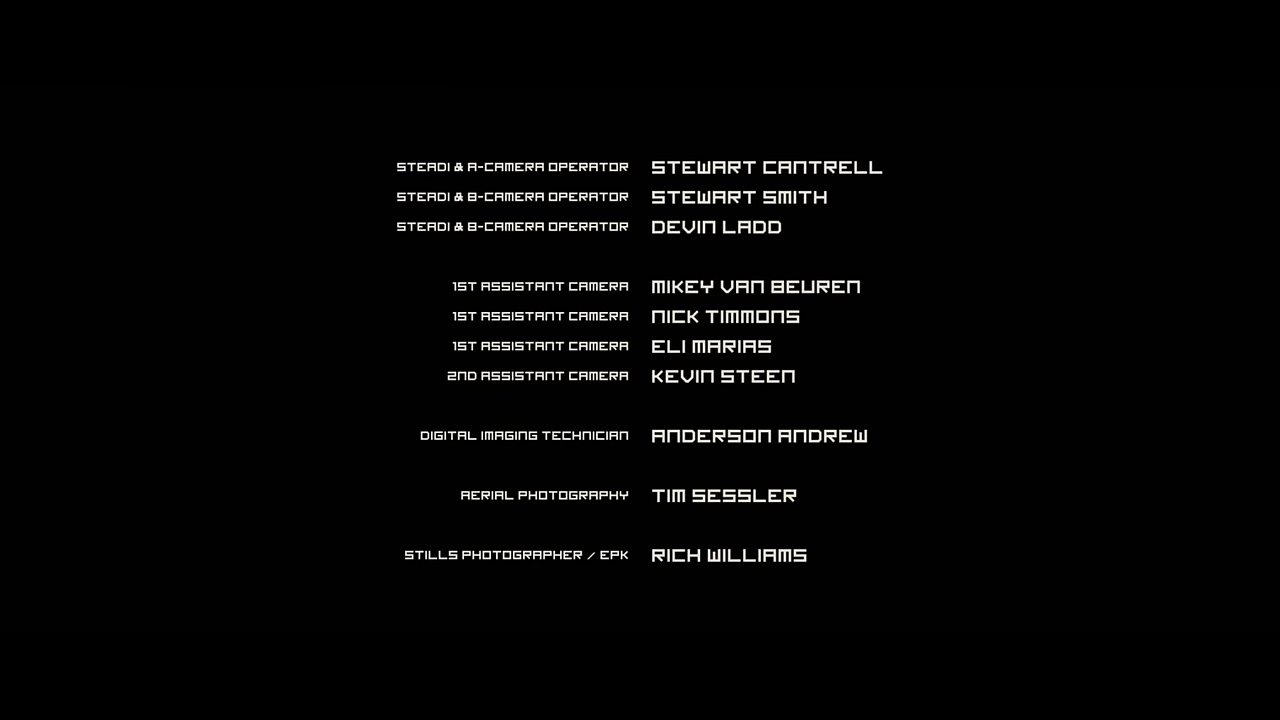 STEADI & A-CAMERA OPERATOR STEWART CANTRELL
STEADI & B-CAMERA OPERATOR STEWART SMITH
STEADI & B-CAMERA OPERATOR DEVIN LADD
1ST ASSISTANT CAMERA MIKEY VAN BEUREN
1ST ASSISTANT CAMERA NICK TIMMONS
1ST ASSISTANT CAMERA ELI MARIAS
2ND ASSISTANT CAMERA KEVIN STEEN
DIGITAL IMAGING TECHNICIAN ANDERSON ANDREW
AERIAL PHOTOGRAPHY TIM SESSLER
STILLS PHOTOGRAPHER / EPK RICH WILLIAMS